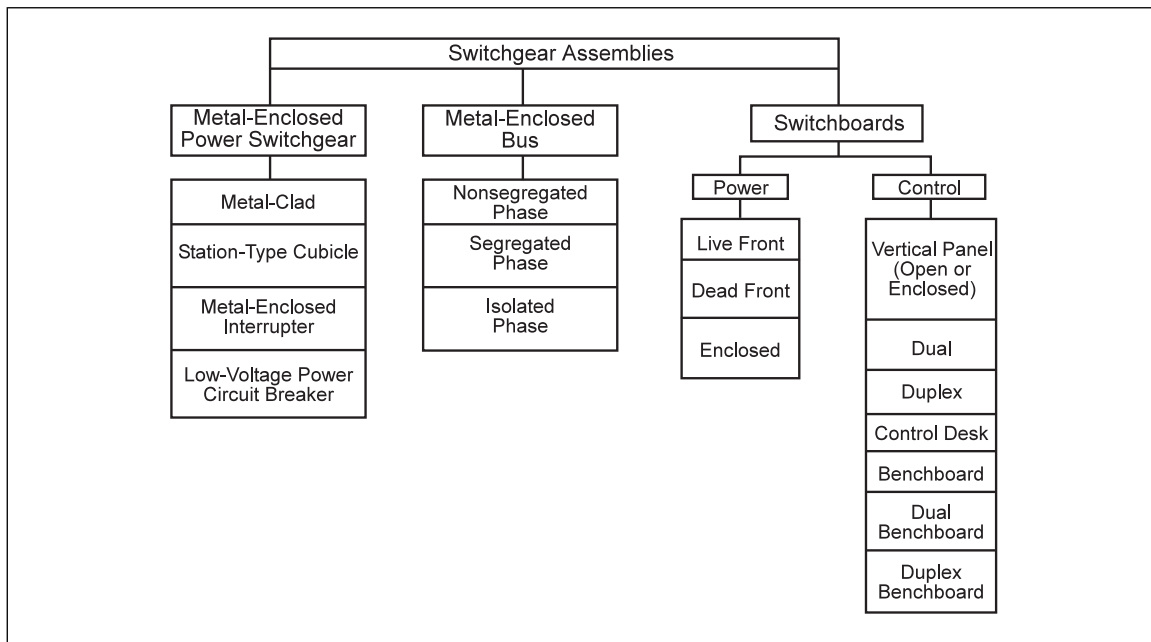 Switchgear Assemblies
Metal-Enclosed
Power Switchgear
Metal-Clad
Station-Type Cubicle
Metal-Enclosed
Interrupter
Low-Voltage Power
Circuit Breaker
Metal-Enclosed
Bus
Nonsegregated
Phase
Segregated
Phase
Isolated
Phase
Switchboards
Power
Live Front
Dead Front
Enclosed
Control
Vertical Panel
(Open or
Enclosed)
Dual
Duplex
Control Desk
Benchboard
Dual
Benchboard
Duplex
Benchboard